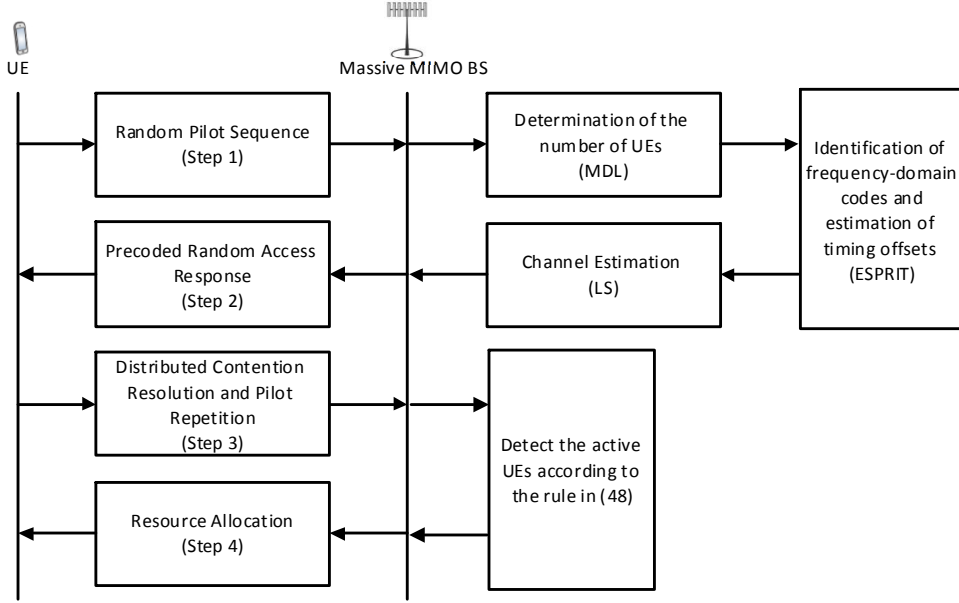 UE
Massive MIMO BS
Random Pilot Sequence
(Step 1)
Determination of the
number of UEs
(MDL)
Identification of
frequency-domain
codes and
estimation of
timing offsets
(ESPRIT)
Precoded Random Access
Response
(Step 2)
Channel Estimation
(LS)
Distributed Contention
Resolution and Pilot
Repetition
(Step 3)
Detect the active
UEs according to
the rule in (48)
Resource Allocation
(Step 4)